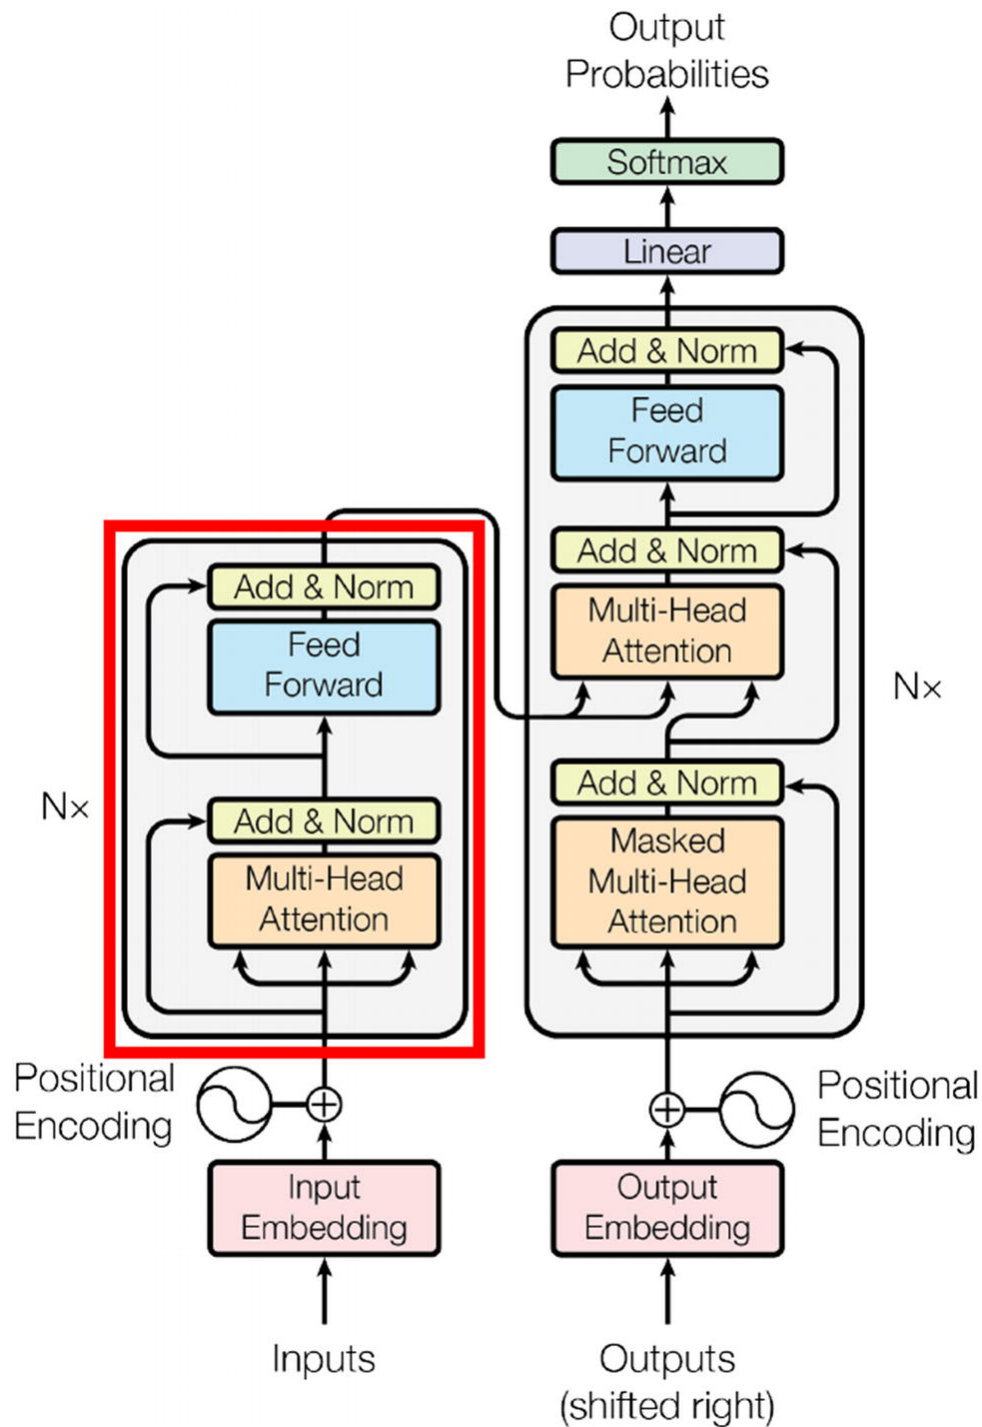 Output
Probabilities
Softmax
Linear
Add & Norm
Feed
Forward
Add & Norm
Multi-Head
Attention
Add & Norm
Masked
Multi-Head
Attention
N×
Add & Norm
Feed
Forward
Add & Norm
Multi-Head
Attention
N×
Positional
Encoding
Positional
Encoding
Input
Embedding
Output
Embedding
Inputs
Outputs
(shifted right)